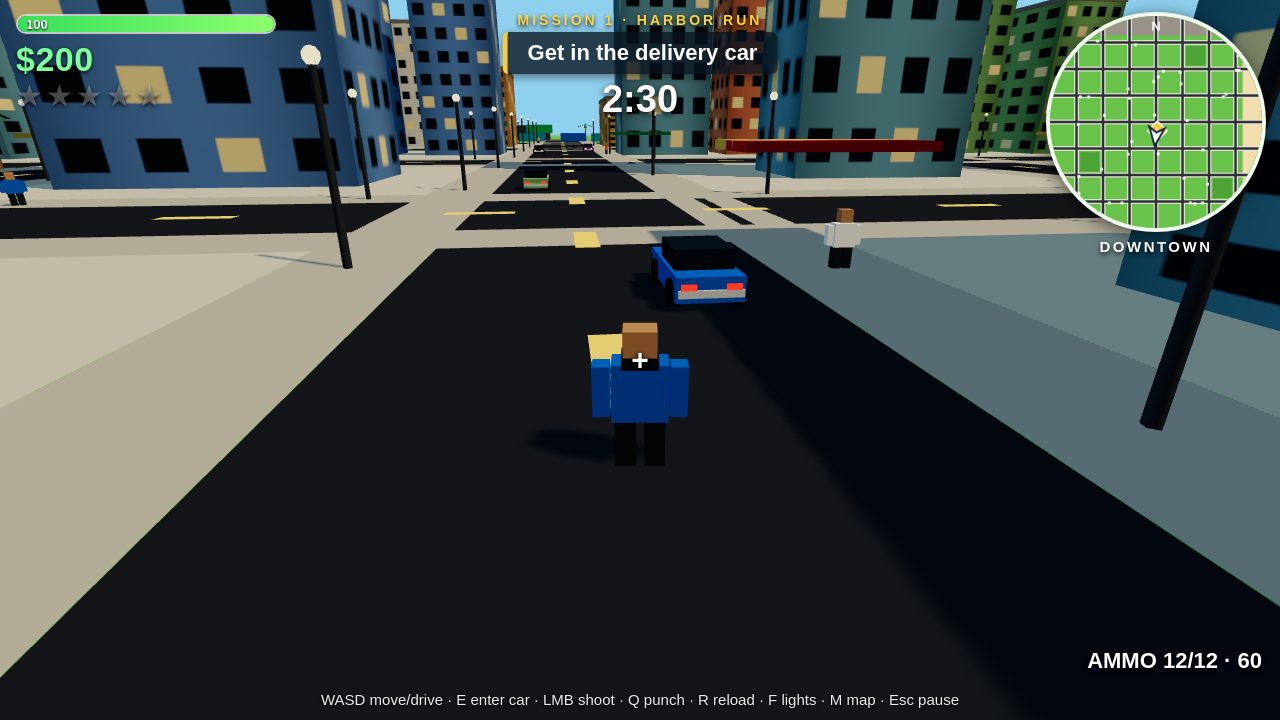 100
$200
MISSION 1 · HARBOR RUN
Get in the delivery car
2:30
N
DOWNTOWN
AMMO 12/12 · 60
WASD move/drive · E enter car · LMB shoot · Q punch · R reload · F lights · M map · Esc pause